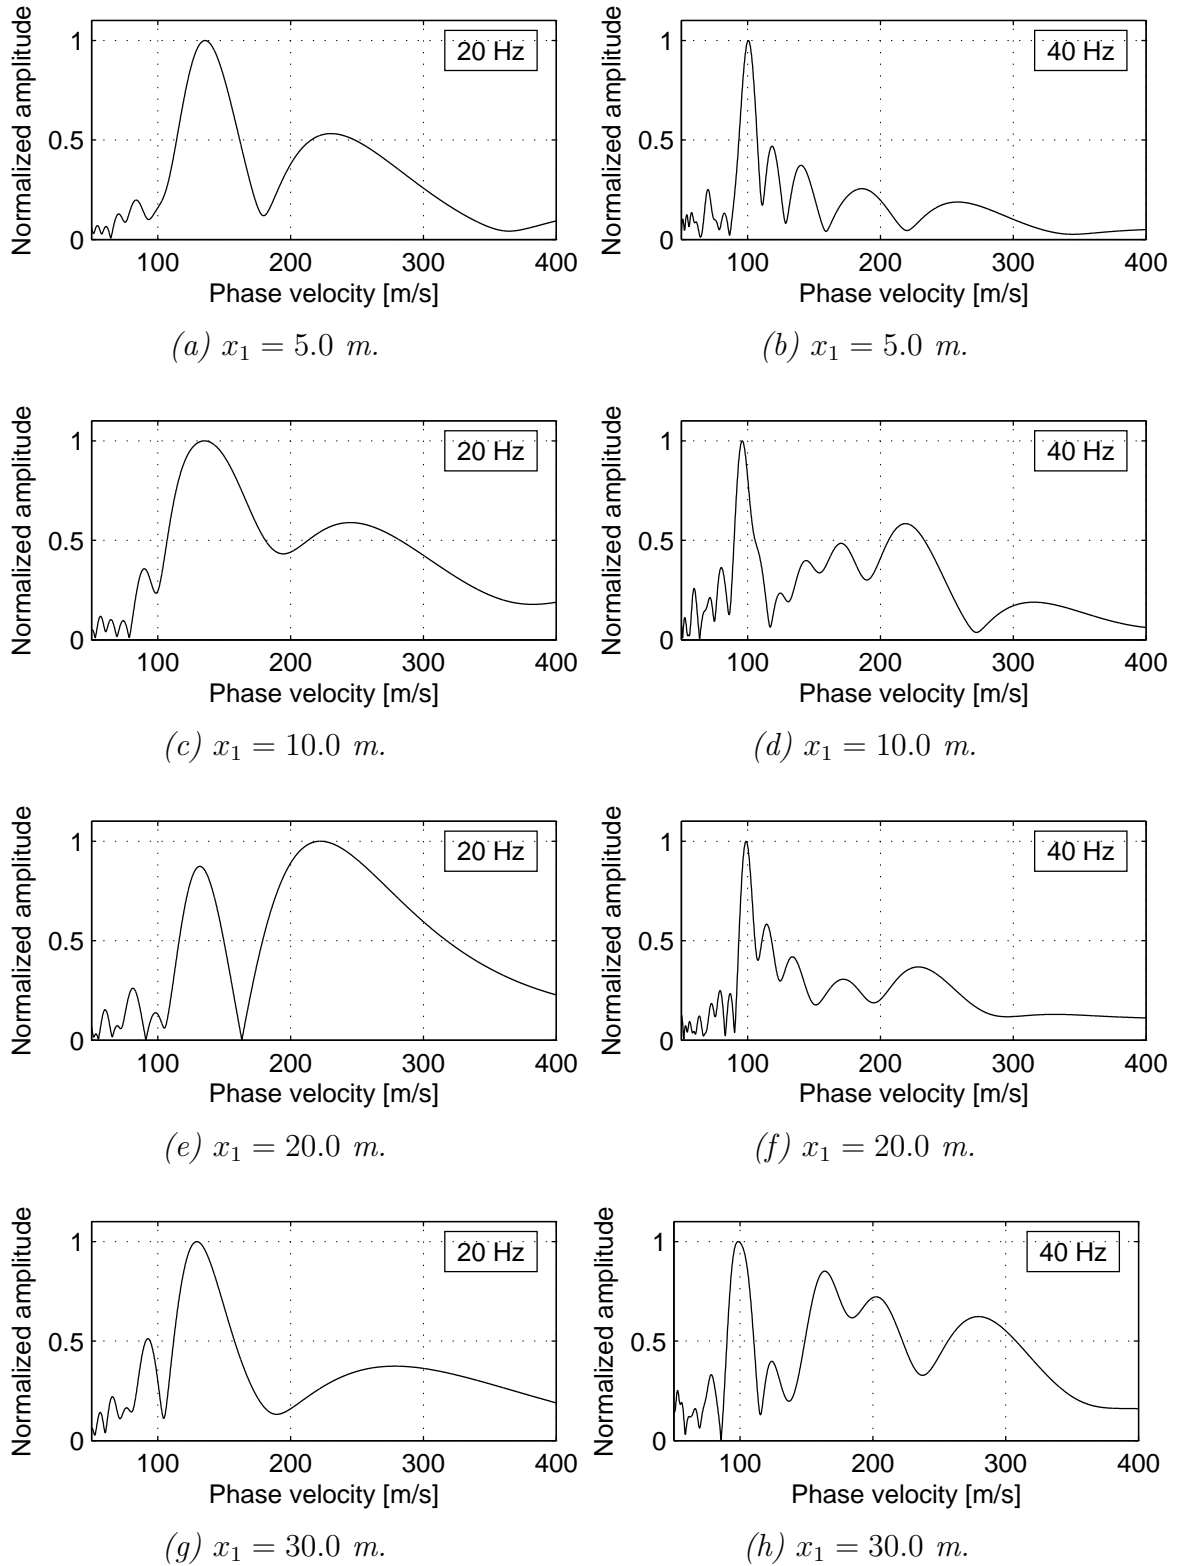 Normalized amplitude
1
0.5
0
20 Hz
100 200 300 400
Phase velocity [m/s]
(a) x₁ = 5.0 m.
Normalized amplitude
1
0.5
0
40 Hz
100 200 300 400
Phase velocity [m/s]
(b) x₁ = 5.0 m.
Normalized amplitude
1
0.5
0
20 Hz
100 200 300 400
Phase velocity [m/s]
(c) x₁ = 10.0 m.
Normalized amplitude
1
0.5
0
40 Hz
100 200 300 400
Phase velocity [m/s]
(d) x₁ = 10.0 m.
Normalized amplitude
1
0.5
0
20 Hz
100 200 300 400
Phase velocity [m/s]
(e) x₁ = 20.0 m.
Normalized amplitude
1
0.5
0
40 Hz
100 200 300 400
Phase velocity [m/s]
(f) x₁ = 20.0 m.
Normalized amplitude
1
0.5
0
20 Hz
100 200 300 400
Phase velocity [m/s]
(g) x₁ = 30.0 m.
Normalized amplitude
1
0.5
0
40 Hz
100 200 300 400
Phase velocity [m/s]
(h) x₁ = 30.0 m.